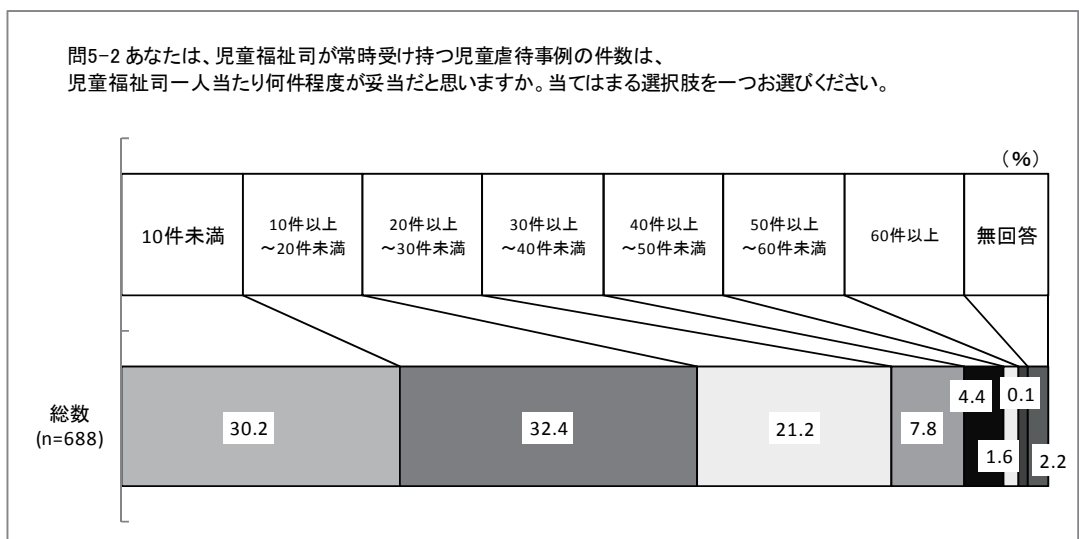 問5-2 あなたは、児童福祉司が常時受け持つ児童虐待事例の件数は、
児童福祉司一人当たり何件程度が妥当だと思いますか。当てはまる選択肢を一つお選びください。
（%）
10件未満
10件以上
～20件未満
20件以上
～30件未満
30件以上
～40件未満
40件以上
～50件未満
50件以上
～60件未満
60件以上
無回答
総数
(n=688)
30.2
32.4
21.2
7.8
4.4
1.6
0.1
2.2